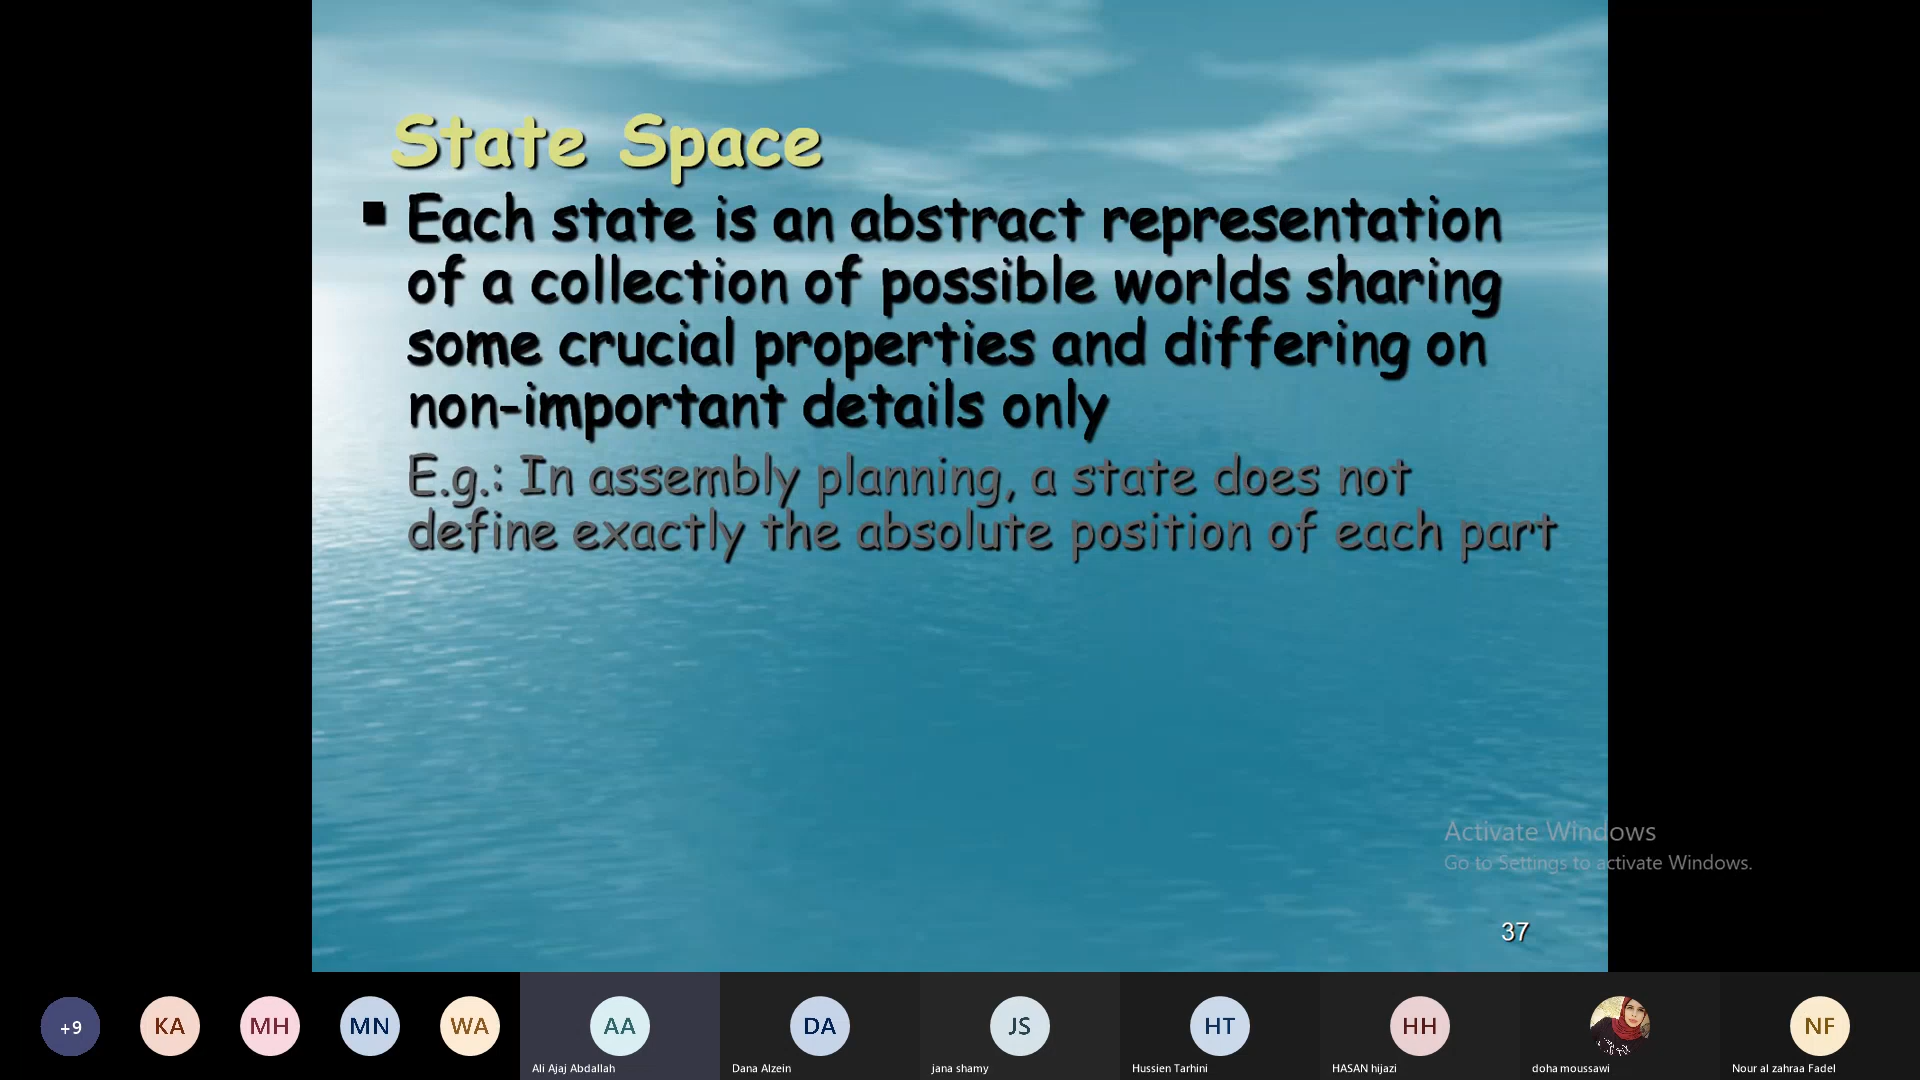 State Space
▪ Each state is an abstract representation
of a collection of possible worlds sharing
some crucial properties and differing on
non-important details only
E.g.: In assembly planning, a state does not
define exactly the absolute position of each part
Activate Windows
Go to Settings to activate Windows.
37
+9
KA
MH
MN
WA
AA
DA
JS
HT
HH
NF
Ali Ajaj Abdallah
Dana Alzein
jana shamy
Hussien Tarhini
HASAN hijazi
doha moussawi
Nour al zahraa Fadel